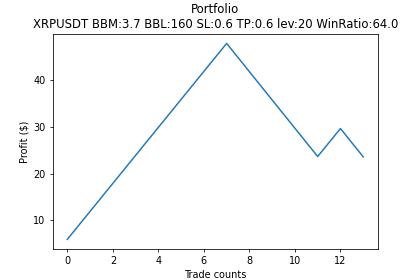 Portfolio
XRPUSDT BBM:3.7 BBL:160 SL:0.6 TP:0.6 lev:20 WinRatio:64.0
Profit ($)
40
30
20
10
0 2 4 6 8 10 12
Trade counts